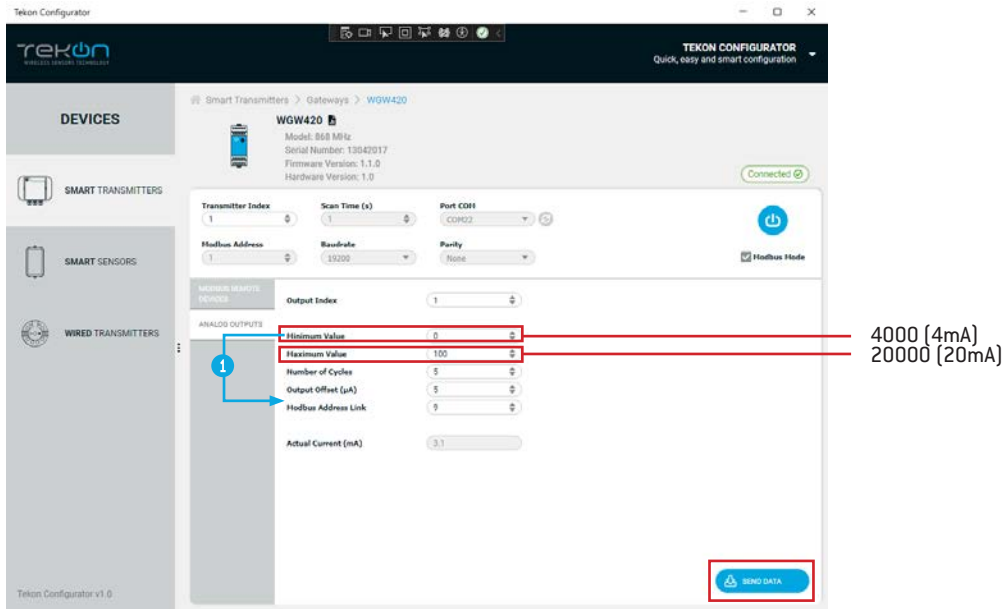 Tekon Configurator
TEKON
WIRELESS SENSORS TECHNOLOGY
TEKON CONFIGURATOR
Quick, easy and smart configuration
DEVICES
SMART TRANSMITTERS
SMART SENSORS
WIRED TRANSMITTERS
Tekon Configurator v1.0
Smart Transmitters > Gateways > WGW420
WGW420
Model: 868 MHz
Serial Number: 13042017
Firmware Version: 1.1.0
Hardware Version: 1.0
Connected
Transmitter Index Scan Time (s) Port COM
1 1 COM22
Modbus Address Baudrate Parity
1 19200 None
Modbus Mode
MODBUS REMOTE
DEVICES
ANALOG OUTPUTS
Output Index 1
Minimum Value 0
Maximum Value 100
Number of Cycles 5
Output Offset (µA) 5
Modbus Address Link 9
Actual Current (mA) 3.1
1
4000 (4mA)
20000 (20mA)
SEND DATA